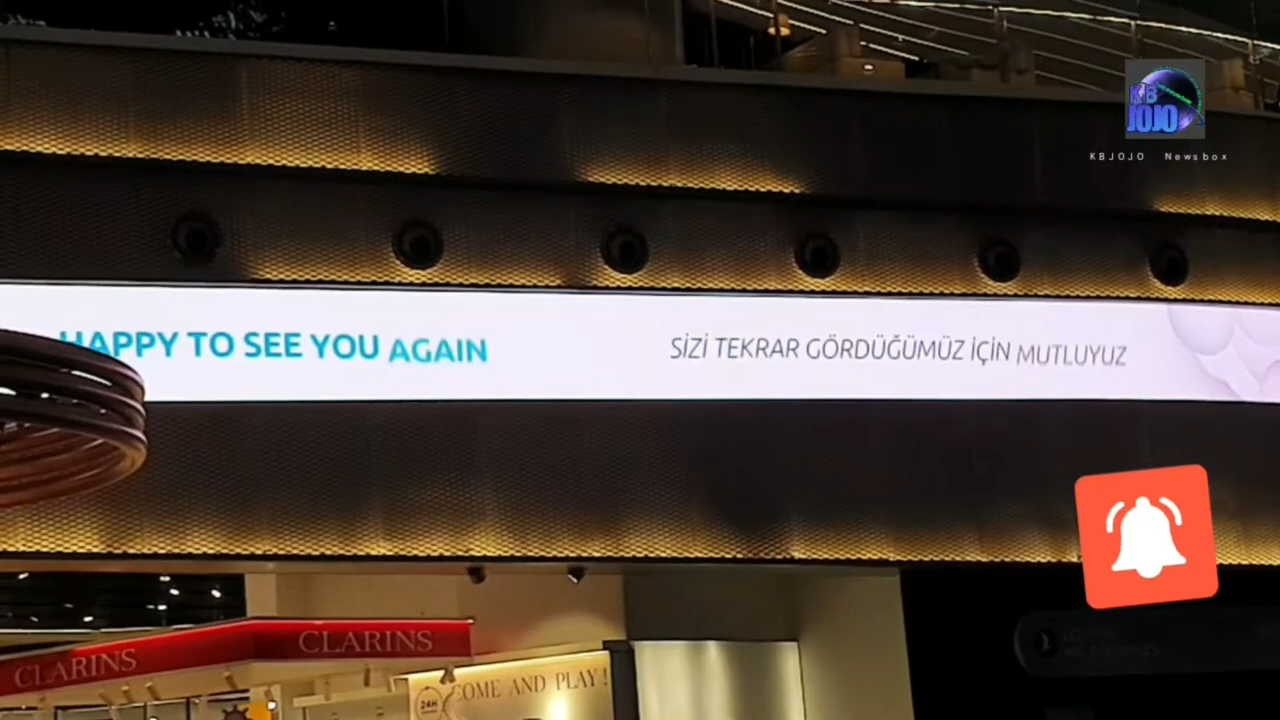 KB
JOJO
KBJOJO Newsbox
HAPPY TO SEE YOU AGAIN
SİZİ TEKRAR GÖRDÜĞÜMÜZ İÇİN MUTLUYUZ
CLARINS
CLARINS
24H
COME AND PLAY!